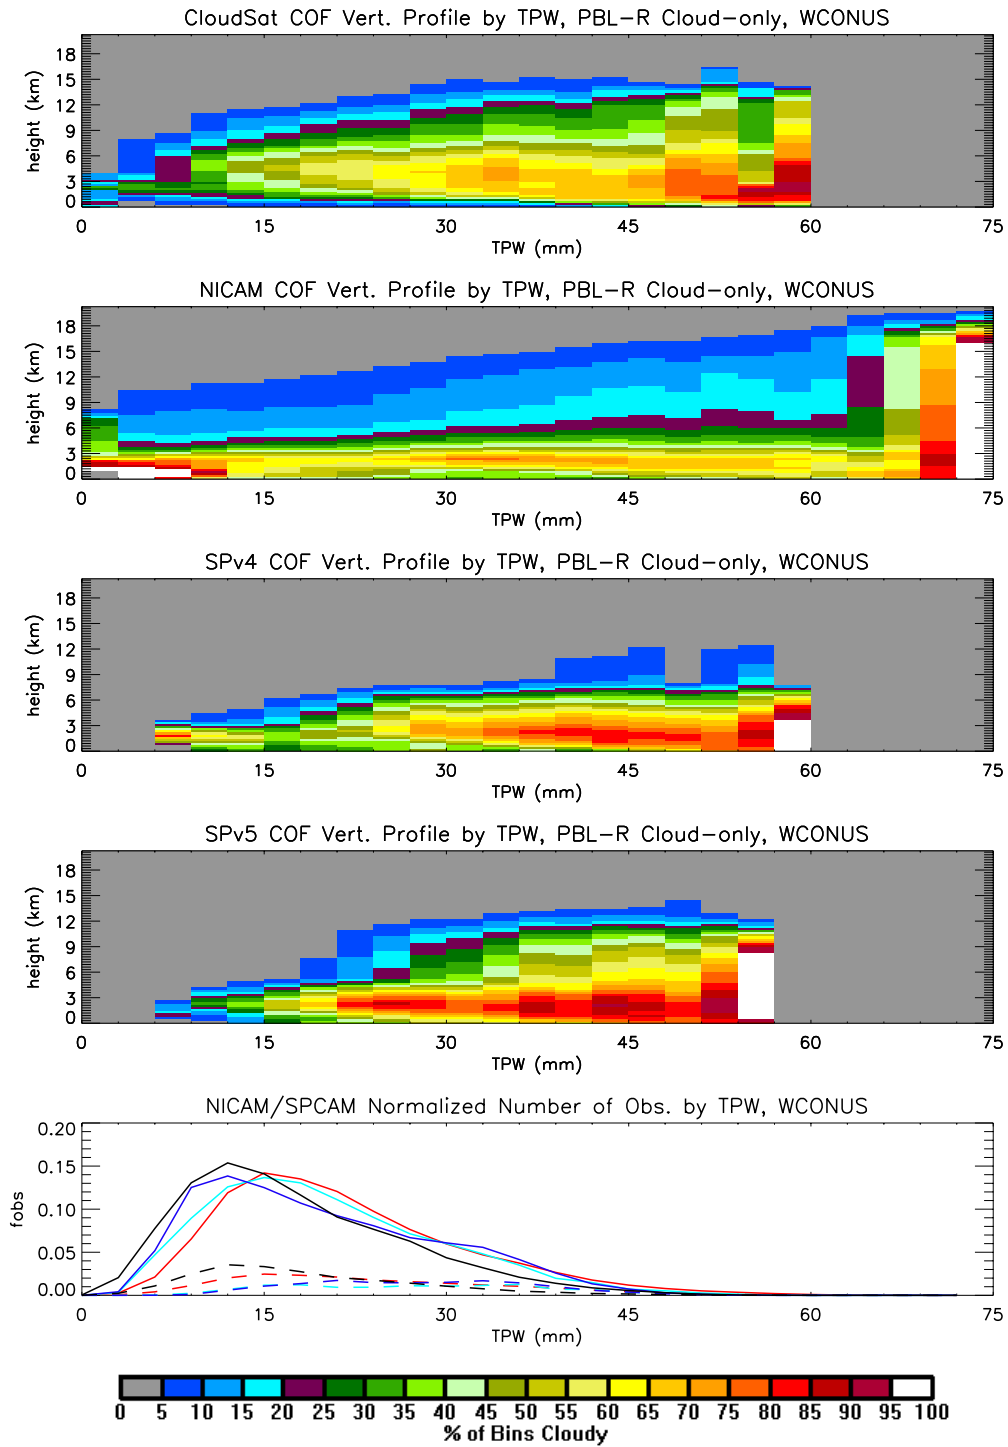 CloudSat COF Vert. Profile by TPW, PBL-R Cloud-only, WCONUS
18
15
12
9
6
3
0
height (km)
0 15 30 45 60 75
TPW (mm)
NICAM COF Vert. Profile by TPW, PBL-R Cloud-only, WCONUS
18
15
12
9
6
3
0
height (km)
0 15 30 45 60 75
TPW (mm)
SPv4 COF Vert. Profile by TPW, PBL-R Cloud-only, WCONUS
18
15
12
9
6
3
0
height (km)
0 15 30 45 60 75
TPW (mm)
SPv5 COF Vert. Profile by TPW, PBL-R Cloud-only, WCONUS
18
15
12
9
6
3
0
height (km)
0 15 30 45 60 75
TPW (mm)
NICAM/SPCAM Normalized Number of Obs. by TPW, WCONUS
0.20
0.15
0.10
0.05
0.00
fobs
0 15 30 45 60 75
TPW (mm)
0 5 10 15 20 25 30 35 40 45 50 55 60 65 70 75 80 85 90 95 100
% of Bins Cloudy